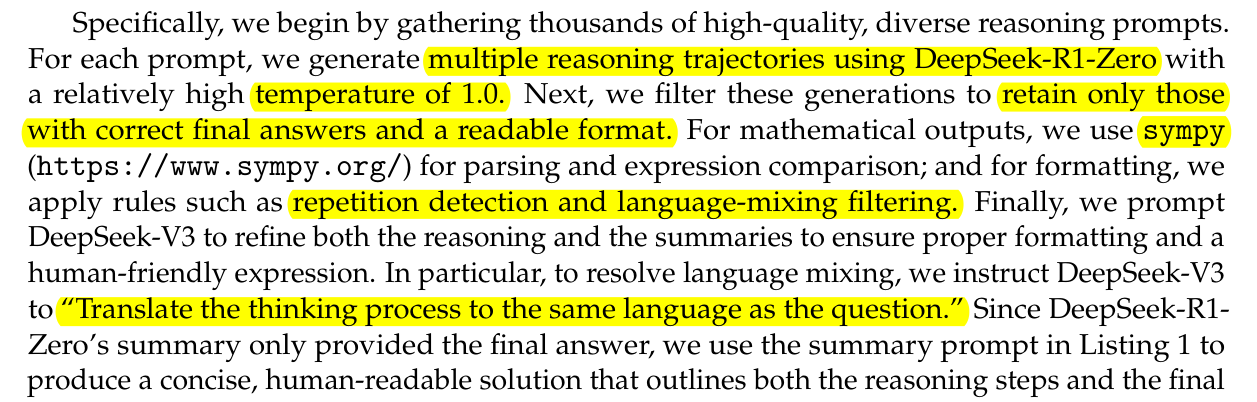 Specifically, we begin by gathering thousands of high-quality, diverse reasoning prompts.
For each prompt, we generate multiple reasoning trajectories using DeepSeek-R1-Zero with
a relatively high temperature of 1.0. Next, we filter these generations to retain only those
with correct final answers and a readable format. For mathematical outputs, we use sympy
(https://www.sympy.org/) for parsing and expression comparison; and for formatting, we
apply rules such as repetition detection and language-mixing filtering. Finally, we prompt
DeepSeek-V3 to refine both the reasoning and the summaries to ensure proper formatting and a
human-friendly expression. In particular, to resolve language mixing, we instruct DeepSeek-V3
to “Translate the thinking process to the same language as the question.” Since DeepSeek-R1-
Zero’s summary only provided the final answer, we use the summary prompt in Listing 1 to
produce a concise, human-readable solution that outlines both the reasoning steps and the final